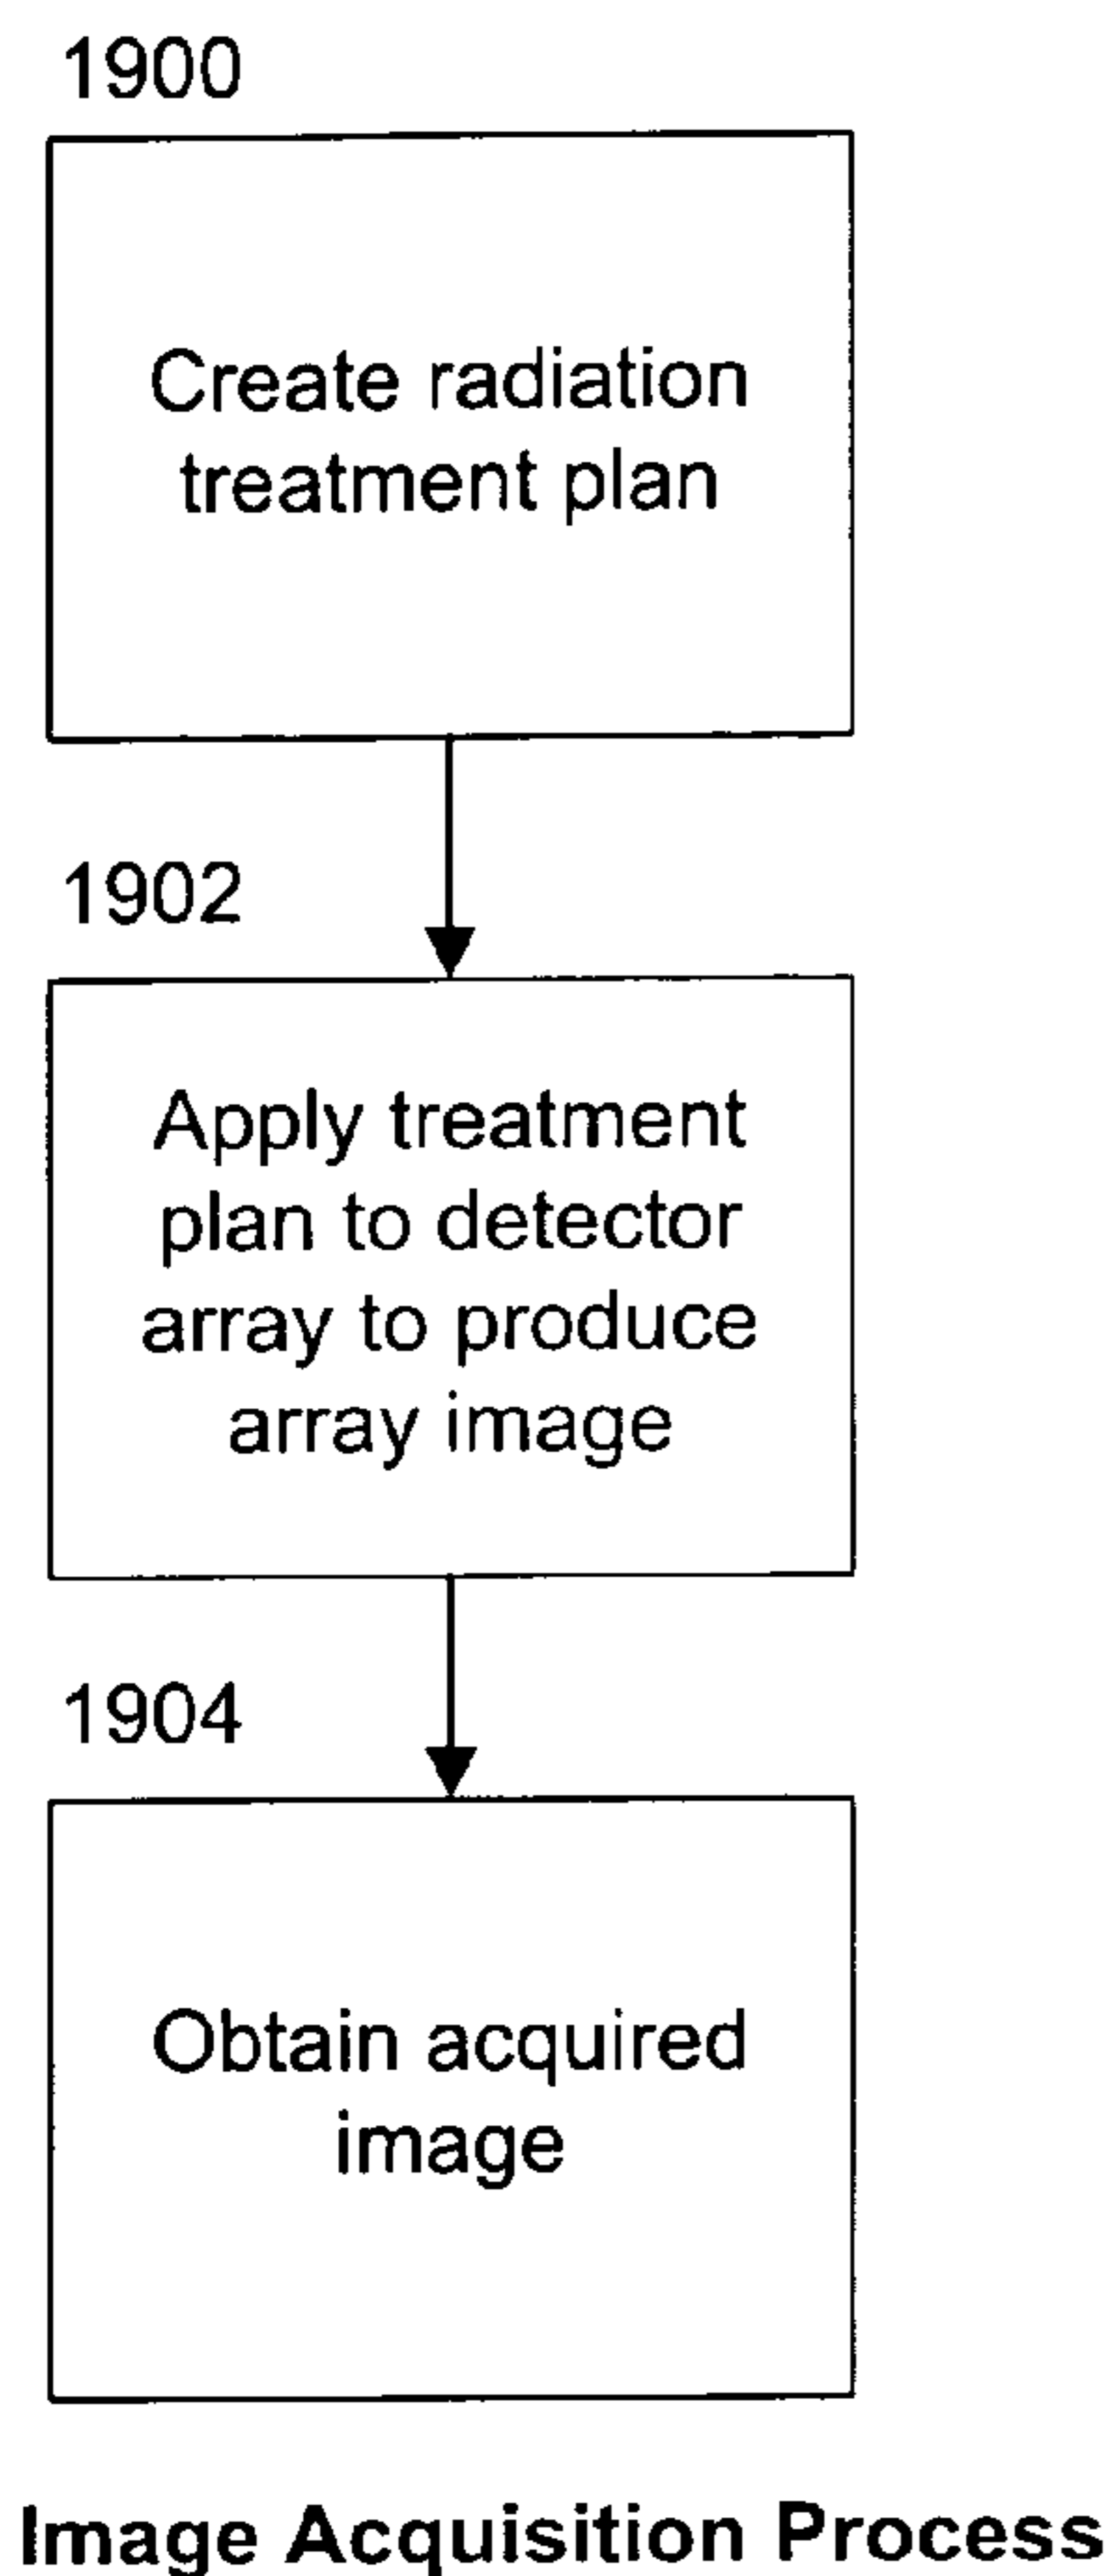 1900
Create radiation
treatment plan
1902
Apply treatment
plan to detector
array to produce
array image
1904
Obtain acquired
image
Image Acquisition Process